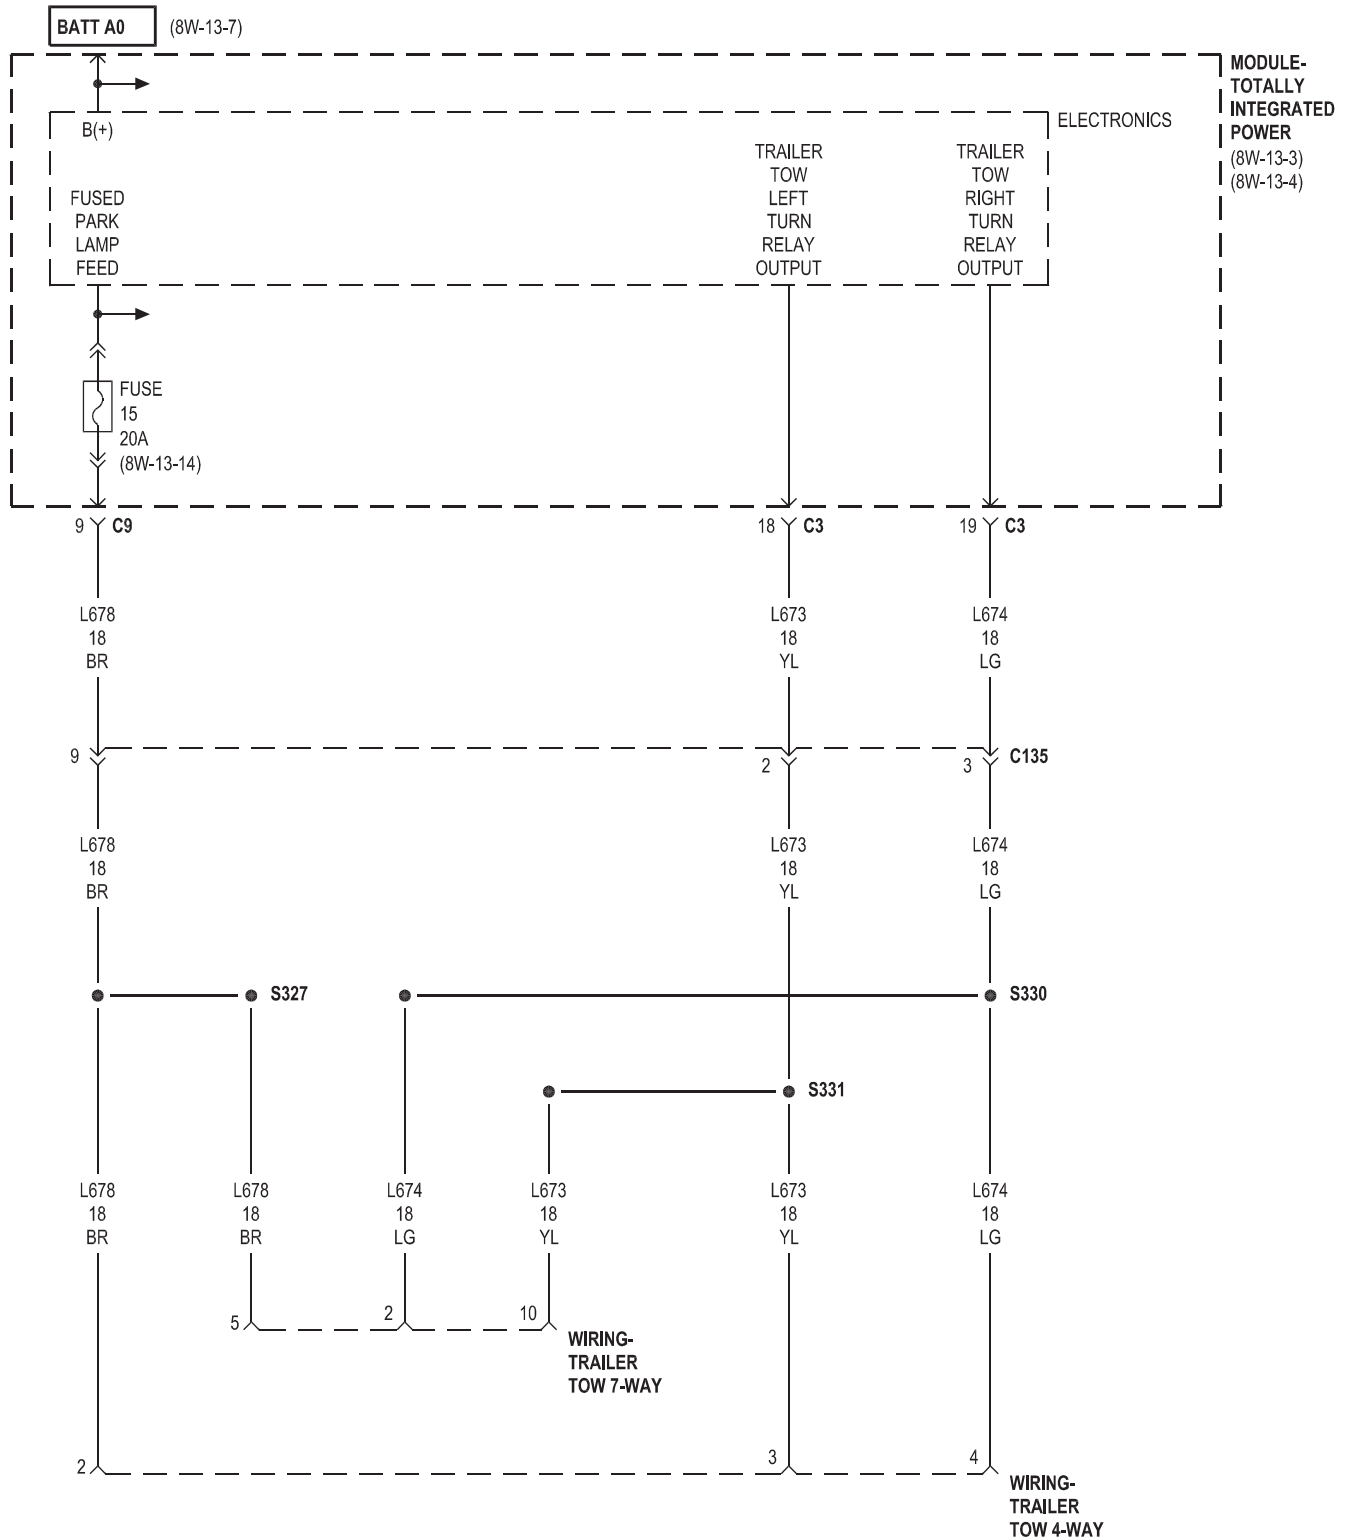 BATT A0 (8W-13-7)
MODULE-
TOTALLY
INTEGRATED
POWER
(8W-13-3)
(8W-13-4)
ELECTRONICS
B(+)
FUSED
PARK
LAMP
FEED
TRAILER
TOW
LEFT
TURN
RELAY
OUTPUT
TRAILER
TOW
RIGHT
TURN
RELAY
OUTPUT
FUSE
15
20A
(8W-13-14)
9 C9
18 C3
19 C3
L678
18
BR
L673
18
YL
L674
18
LG
9
2
3
C135
L678
18
BR
L673
18
YL
L674
18
LG
S327
S330
S331
L678
18
BR
L678
18
BR
L674
18
LG
L673
18
YL
L673
18
YL
L674
18
LG
5
2
10
WIRING-
TRAILER
TOW 7-WAY
2
3
4
WIRING-
TRAILER
TOW 4-WAY